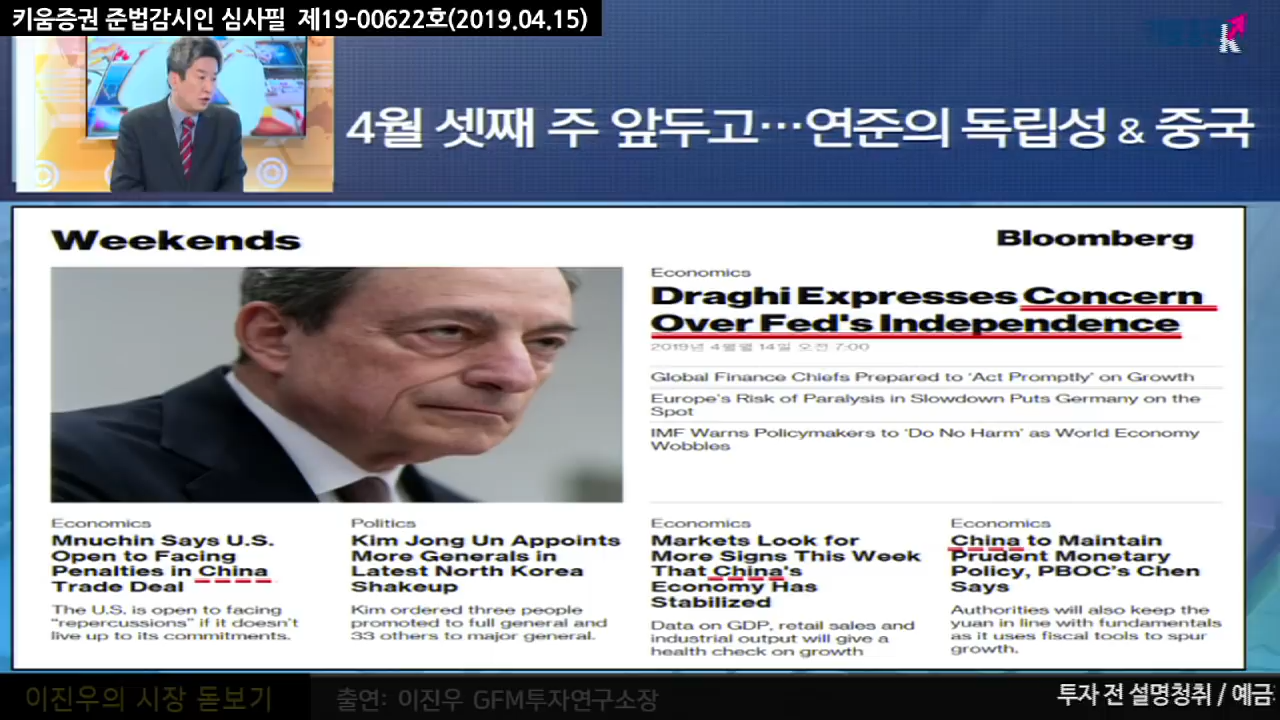 키움증권 준법감시인 심사필 제19-00622호(2019.04.15)
K
4월 셋째 주 앞두고…연준의 독립성 & 중국
Weekends
Bloomberg
Economics
Draghi Expresses Concern
Over Fed's Independence
2019년 4월 14일 오전 7:00
Global Finance Chiefs Prepared to 'Act Promptly' on Growth
Europe's Risk of Paralysis in Slowdown Puts Germany on the
Spot
IMF Warns Policymakers to 'Do No Harm' as World Economy
Wobbles
Economics
Mnuchin Says U.S.
Open to Facing
Penalties in China
Trade Deal
The U.S. is open to facing
"repercussions" if it doesn't
live up to its commitments.
Politics
Kim Jong Un Appoints
More Generals in
Latest North Korea
Shakeup
Kim ordered three people
promoted to full general and
33 others to major general.
Economics
Markets Look for
More Signs This Week
That China's
Economy Has
Stabilized
Data on GDP, retail sales and
industrial output will give a
health check on growth
Economics
China to Maintain
Prudent Monetary
Policy, PBOC's Chen
Says
Authorities will also keep the
yuan in line with fundamentals
as it uses fiscal tools to spur
growth.
이진우의 시장 돋보기
출연: 이진우 GFM투자연구소장
투자 전 설명청취 / 예금